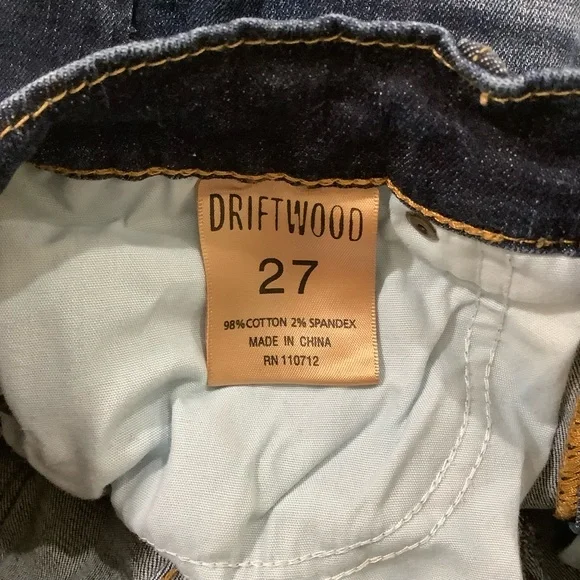 DRIFTWOOD
27
98% COTTON 2% SPANDEX
MADE IN CHINA
RN 110712